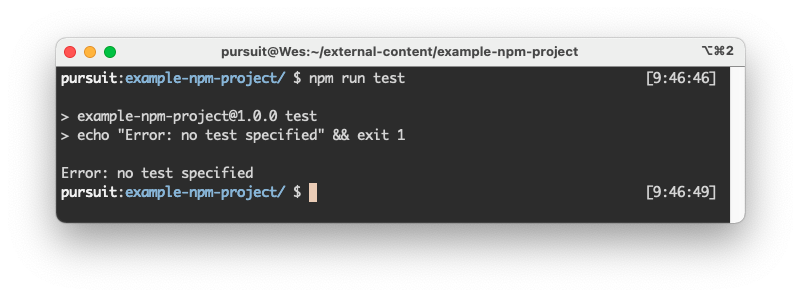 pursuit@Wes:~/external-content/example-npm-project ⌥⌘2
pursuit:example-npm-project/ $ npm run test [9:46:46]
> example-npm-project@1.0.0 test
> echo "Error: no test specified" && exit 1
Error: no test specified
pursuit:example-npm-project/ $ [9:46:49]